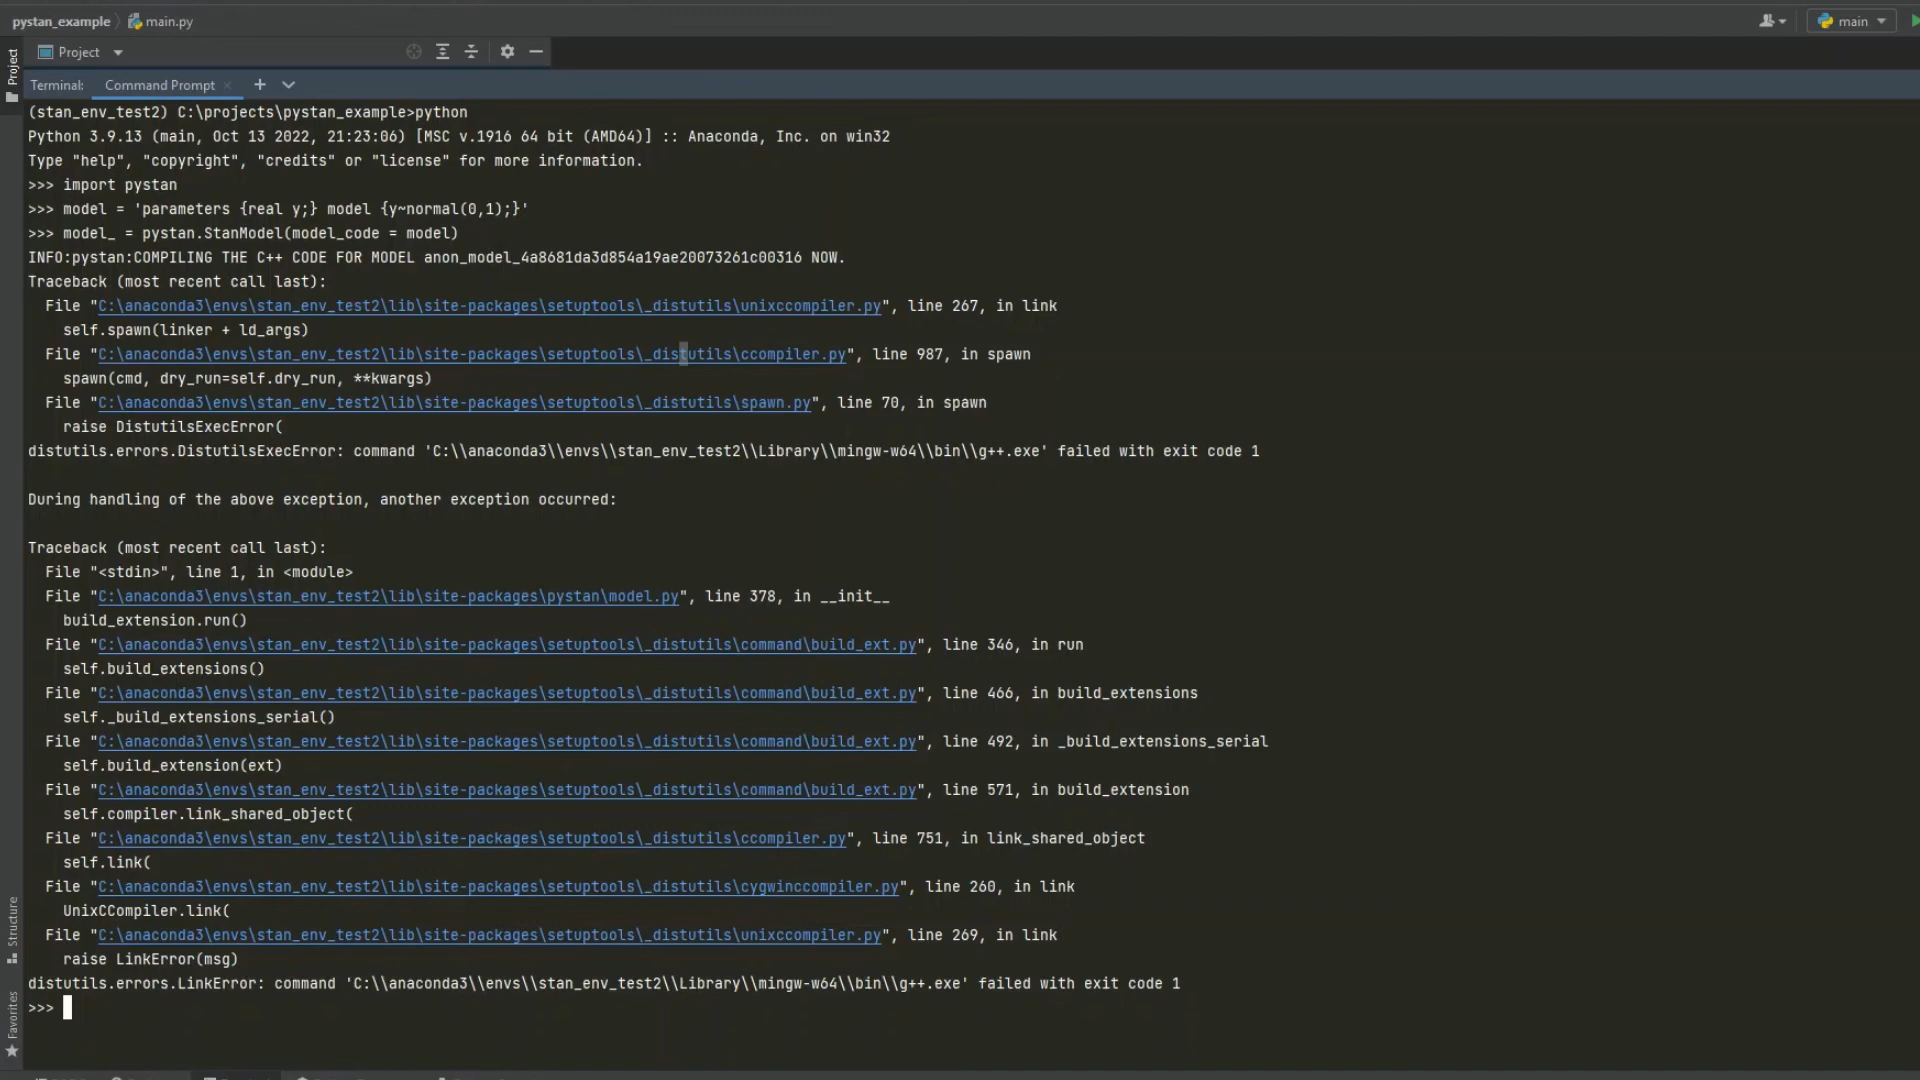 pystan_example main.py
main
Project
Project
Terminal: Command Prompt
(stan_env_test2) C:\projects\pystan_example>python
Python 3.9.13 (main, Oct 13 2022, 21:23:06) [MSC v.1916 64 bit (AMD64)] :: Anaconda, Inc. on win32
Type "help", "copyright", "credits" or "license" for more information.
>>> import pystan
>>> model = 'parameters {real y;} model {y~normal(0,1);}'
>>> model_ = pystan.StanModel(model_code = model)
INFO:pystan:COMPILING THE C++ CODE FOR MODEL anon_model_4a8681da3d854a19ae20073261c00316 NOW.
Traceback (most recent call last):
  File "C:\anaconda3\envs\stan_env_test2\lib\site-packages\setuptools\_distutils\unixccompiler.py", line 267, in link
    self.spawn(linker + ld_args)
  File "C:\anaconda3\envs\stan_env_test2\lib\site-packages\setuptools\_distutils\ccompiler.py", line 987, in spawn
    spawn(cmd, dry_run=self.dry_run, **kwargs)
  File "C:\anaconda3\envs\stan_env_test2\lib\site-packages\setuptools\_distutils\spawn.py", line 70, in spawn
    raise DistutilsExecError(
distutils.errors.DistutilsExecError: command 'C:\\anaconda3\\envs\\stan_env_test2\\Library\\mingw-w64\\bin\\g++.exe' failed with exit code 1
During handling of the above exception, another exception occurred:
Traceback (most recent call last):
  File "<stdin>", line 1, in <module>
  File "C:\anaconda3\envs\stan_env_test2\lib\site-packages\pystan\model.py", line 378, in __init__
    build_extension.run()
  File "C:\anaconda3\envs\stan_env_test2\lib\site-packages\setuptools\_distutils\command\build_ext.py", line 346, in run
    self.build_extensions()
  File "C:\anaconda3\envs\stan_env_test2\lib\site-packages\setuptools\_distutils\command\build_ext.py", line 466, in build_extensions
    self._build_extensions_serial()
  File "C:\anaconda3\envs\stan_env_test2\lib\site-packages\setuptools\_distutils\command\build_ext.py", line 492, in _build_extensions_serial
    self.build_extension(ext)
  File "C:\anaconda3\envs\stan_env_test2\lib\site-packages\setuptools\_distutils\command\build_ext.py", line 571, in build_extension
    self.compiler.link_shared_object(
  File "C:\anaconda3\envs\stan_env_test2\lib\site-packages\setuptools\_distutils\ccompiler.py", line 751, in link_shared_object
    self.link(
  File "C:\anaconda3\envs\stan_env_test2\lib\site-packages\setuptools\_distutils\cygwinccompiler.py", line 260, in link
    UnixCCompiler.link(
  File "C:\anaconda3\envs\stan_env_test2\lib\site-packages\setuptools\_distutils\unixccompiler.py", line 269, in link
    raise LinkError(msg)
distutils.errors.LinkError: command 'C:\\anaconda3\\envs\\stan_env_test2\\Library\\mingw-w64\\bin\\g++.exe' failed with exit code 1
>>>
Structure
Favorites